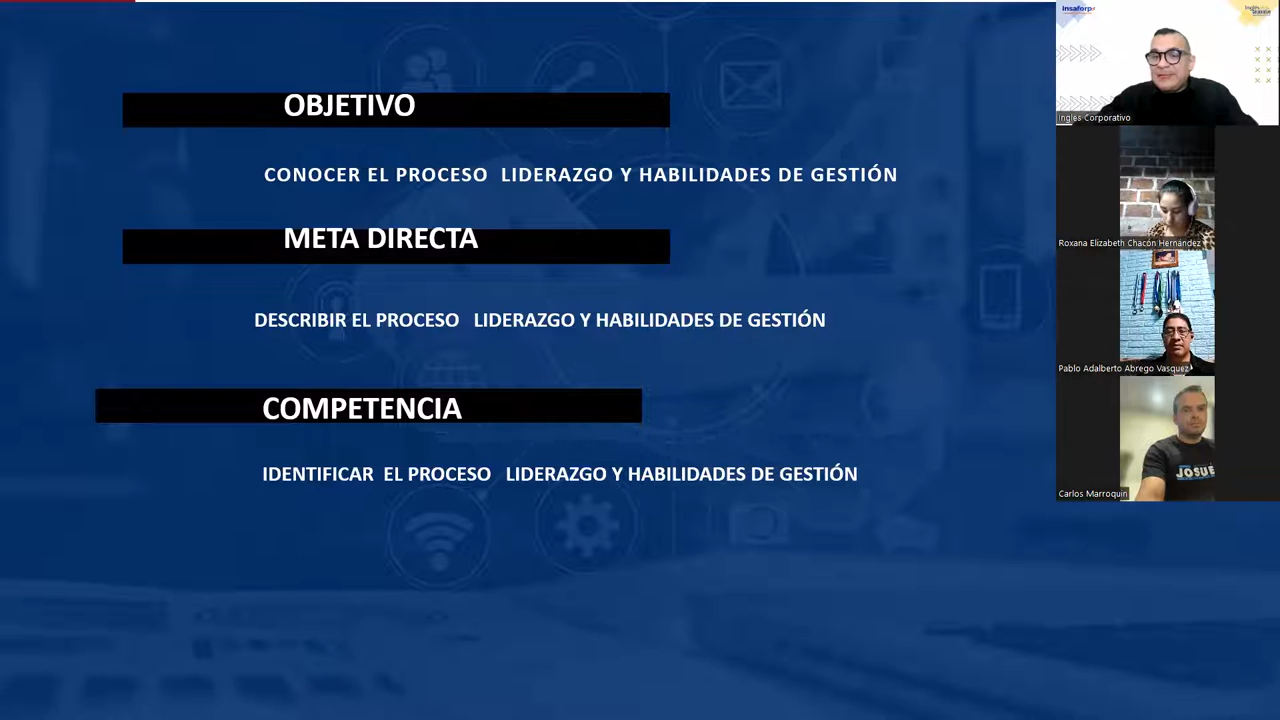 OBJETIVO
CONOCER EL PROCESO LIDERAZGO Y HABILIDADES DE GESTIÓN
META DIRECTA
DESCRIBIR EL PROCESO LIDERAZGO Y HABILIDADES DE GESTIÓN
COMPETENCIA
IDENTIFICAR EL PROCESO LIDERAZGO Y HABILIDADES DE GESTIÓN
insaforp
Ingles Corporativo
Roxana Elizabeth Chacón Hernández
Pablo Adalberto Abrego Vasquez
JOSUÉ
Carlos Marroquin